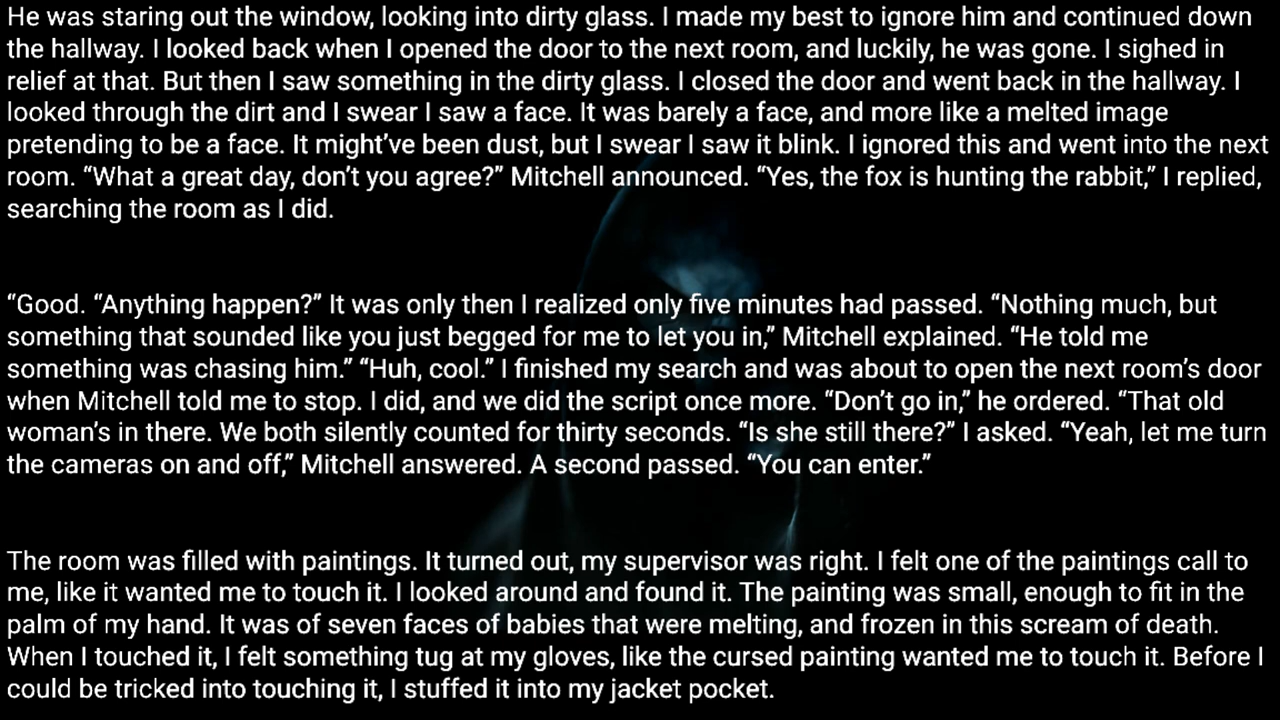 He was staring out the window, looking into dirty glass. I made my best to ignore him and continued down
the hallway. I looked back when I opened the door to the next room, and luckily, he was gone. I sighed in
relief at that. But then I saw something in the dirty glass. I closed the door and went back in the hallway. I
looked through the dirt and I swear I saw a face. It was barely a face, and more like a melted image
pretending to be a face. It might’ve been dust, but I swear I saw it blink. I ignored this and went into the next
room. “What a great day, don’t you agree?” Mitchell announced. “Yes, the fox is hunting the rabbit,” I replied,
searching the room as I did.
“Good. “Anything happen?” It was only then I realized only five minutes had passed. “Nothing much, but
something that sounded like you just begged for me to let you in,” Mitchell explained. “He told me
something was chasing him.” “Huh, cool.” I finished my search and was about to open the next room’s door
when Mitchell told me to stop. I did, and we did the script once more. “Don’t go in,” he ordered. “That old
woman’s in there. We both silently counted for thirty seconds. “Is she still there?” I asked. “Yeah, let me turn
the cameras on and off,” Mitchell answered. A second passed. “You can enter.”
The room was filled with paintings. It turned out, my supervisor was right. I felt one of the paintings call to
me, like it wanted me to touch it. I looked around and found it. The painting was small, enough to fit in the
palm of my hand. It was of seven faces of babies that were melting, and frozen in this scream of death.
When I touched it, I felt something tug at my gloves, like the cursed painting wanted me to touch it. Before I
could be tricked into touching it, I stuffed it into my jacket pocket.